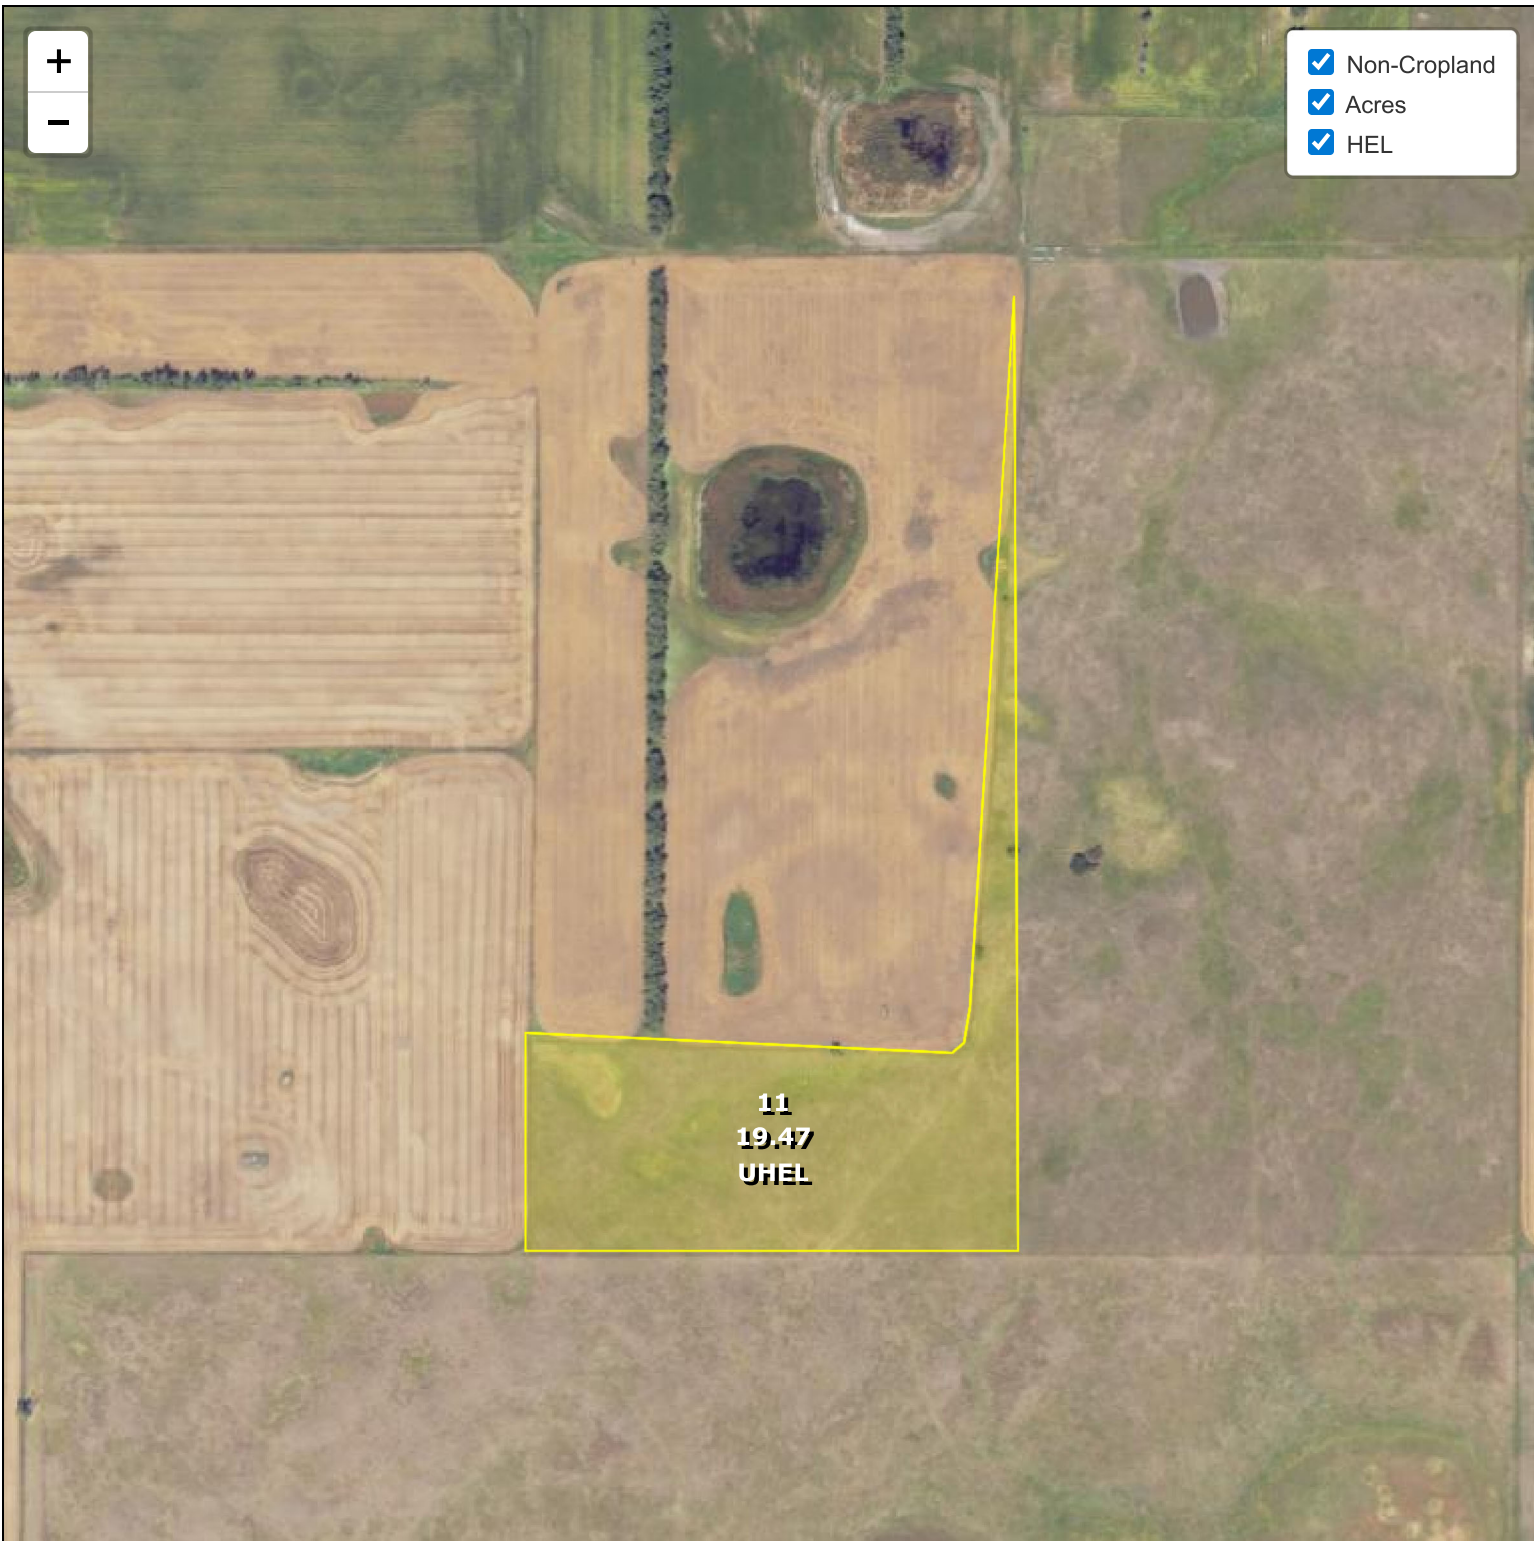 +
−
Non-Cropland
Acres
HEL
11
19.47
UHEL